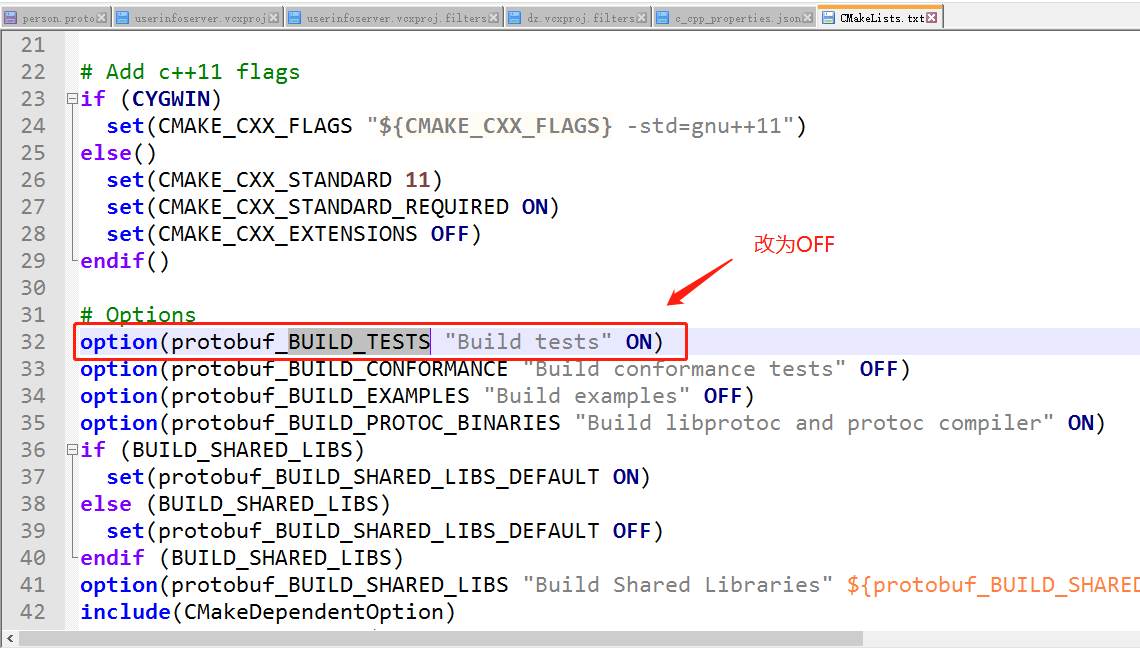 person.proto userinfoserver.vcxproj userinfoserver.vcxproj.filters dz.vcxproj.filters c_cpp_properties.json CMakeLists.txt
21
22 # Add c++11 flags
23 if (CYGWIN)
24 set(CMAKE_CXX_FLAGS "${CMAKE_CXX_FLAGS} -std=gnu++11")
25 else()
26 set(CMAKE_CXX_STANDARD 11)
27 set(CMAKE_CXX_STANDARD_REQUIRED ON)
28 set(CMAKE_CXX_EXTENSIONS OFF)
改为OFF
29 endif()
30
31 # Options
32 option(protobuf_BUILD_TESTS "Build tests" ON)
33 option(protobuf_BUILD_CONFORMANCE "Build conformance tests" OFF)
34 option(protobuf_BUILD_EXAMPLES "Build examples" OFF)
35 option(protobuf_BUILD_PROTOC_BINARIES "Build libprotoc and protoc compiler" ON)
36 if (BUILD_SHARED_LIBS)
37 set(protobuf_BUILD_SHARED_LIBS_DEFAULT ON)
38 else (BUILD_SHARED_LIBS)
39 set(protobuf_BUILD_SHARED_LIBS_DEFAULT OFF)
40 endif (BUILD_SHARED_LIBS)
41 option(protobuf_BUILD_SHARED_LIBS "Build Shared Libraries" ${protobuf_BUILD_SHARED
42 include(CMakeDependentOption)